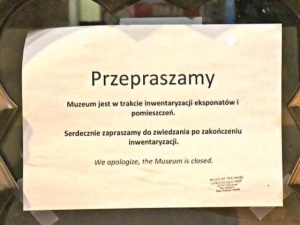 Przepraszamy
Muzeum jest w trakcie inwentaryzacji eksponatów i
pomieszczeń.
Serdecznie zapraszamy do zwiedzania po zakończeniu
inwentaryzacji.
We apologize, the Museum is closed.